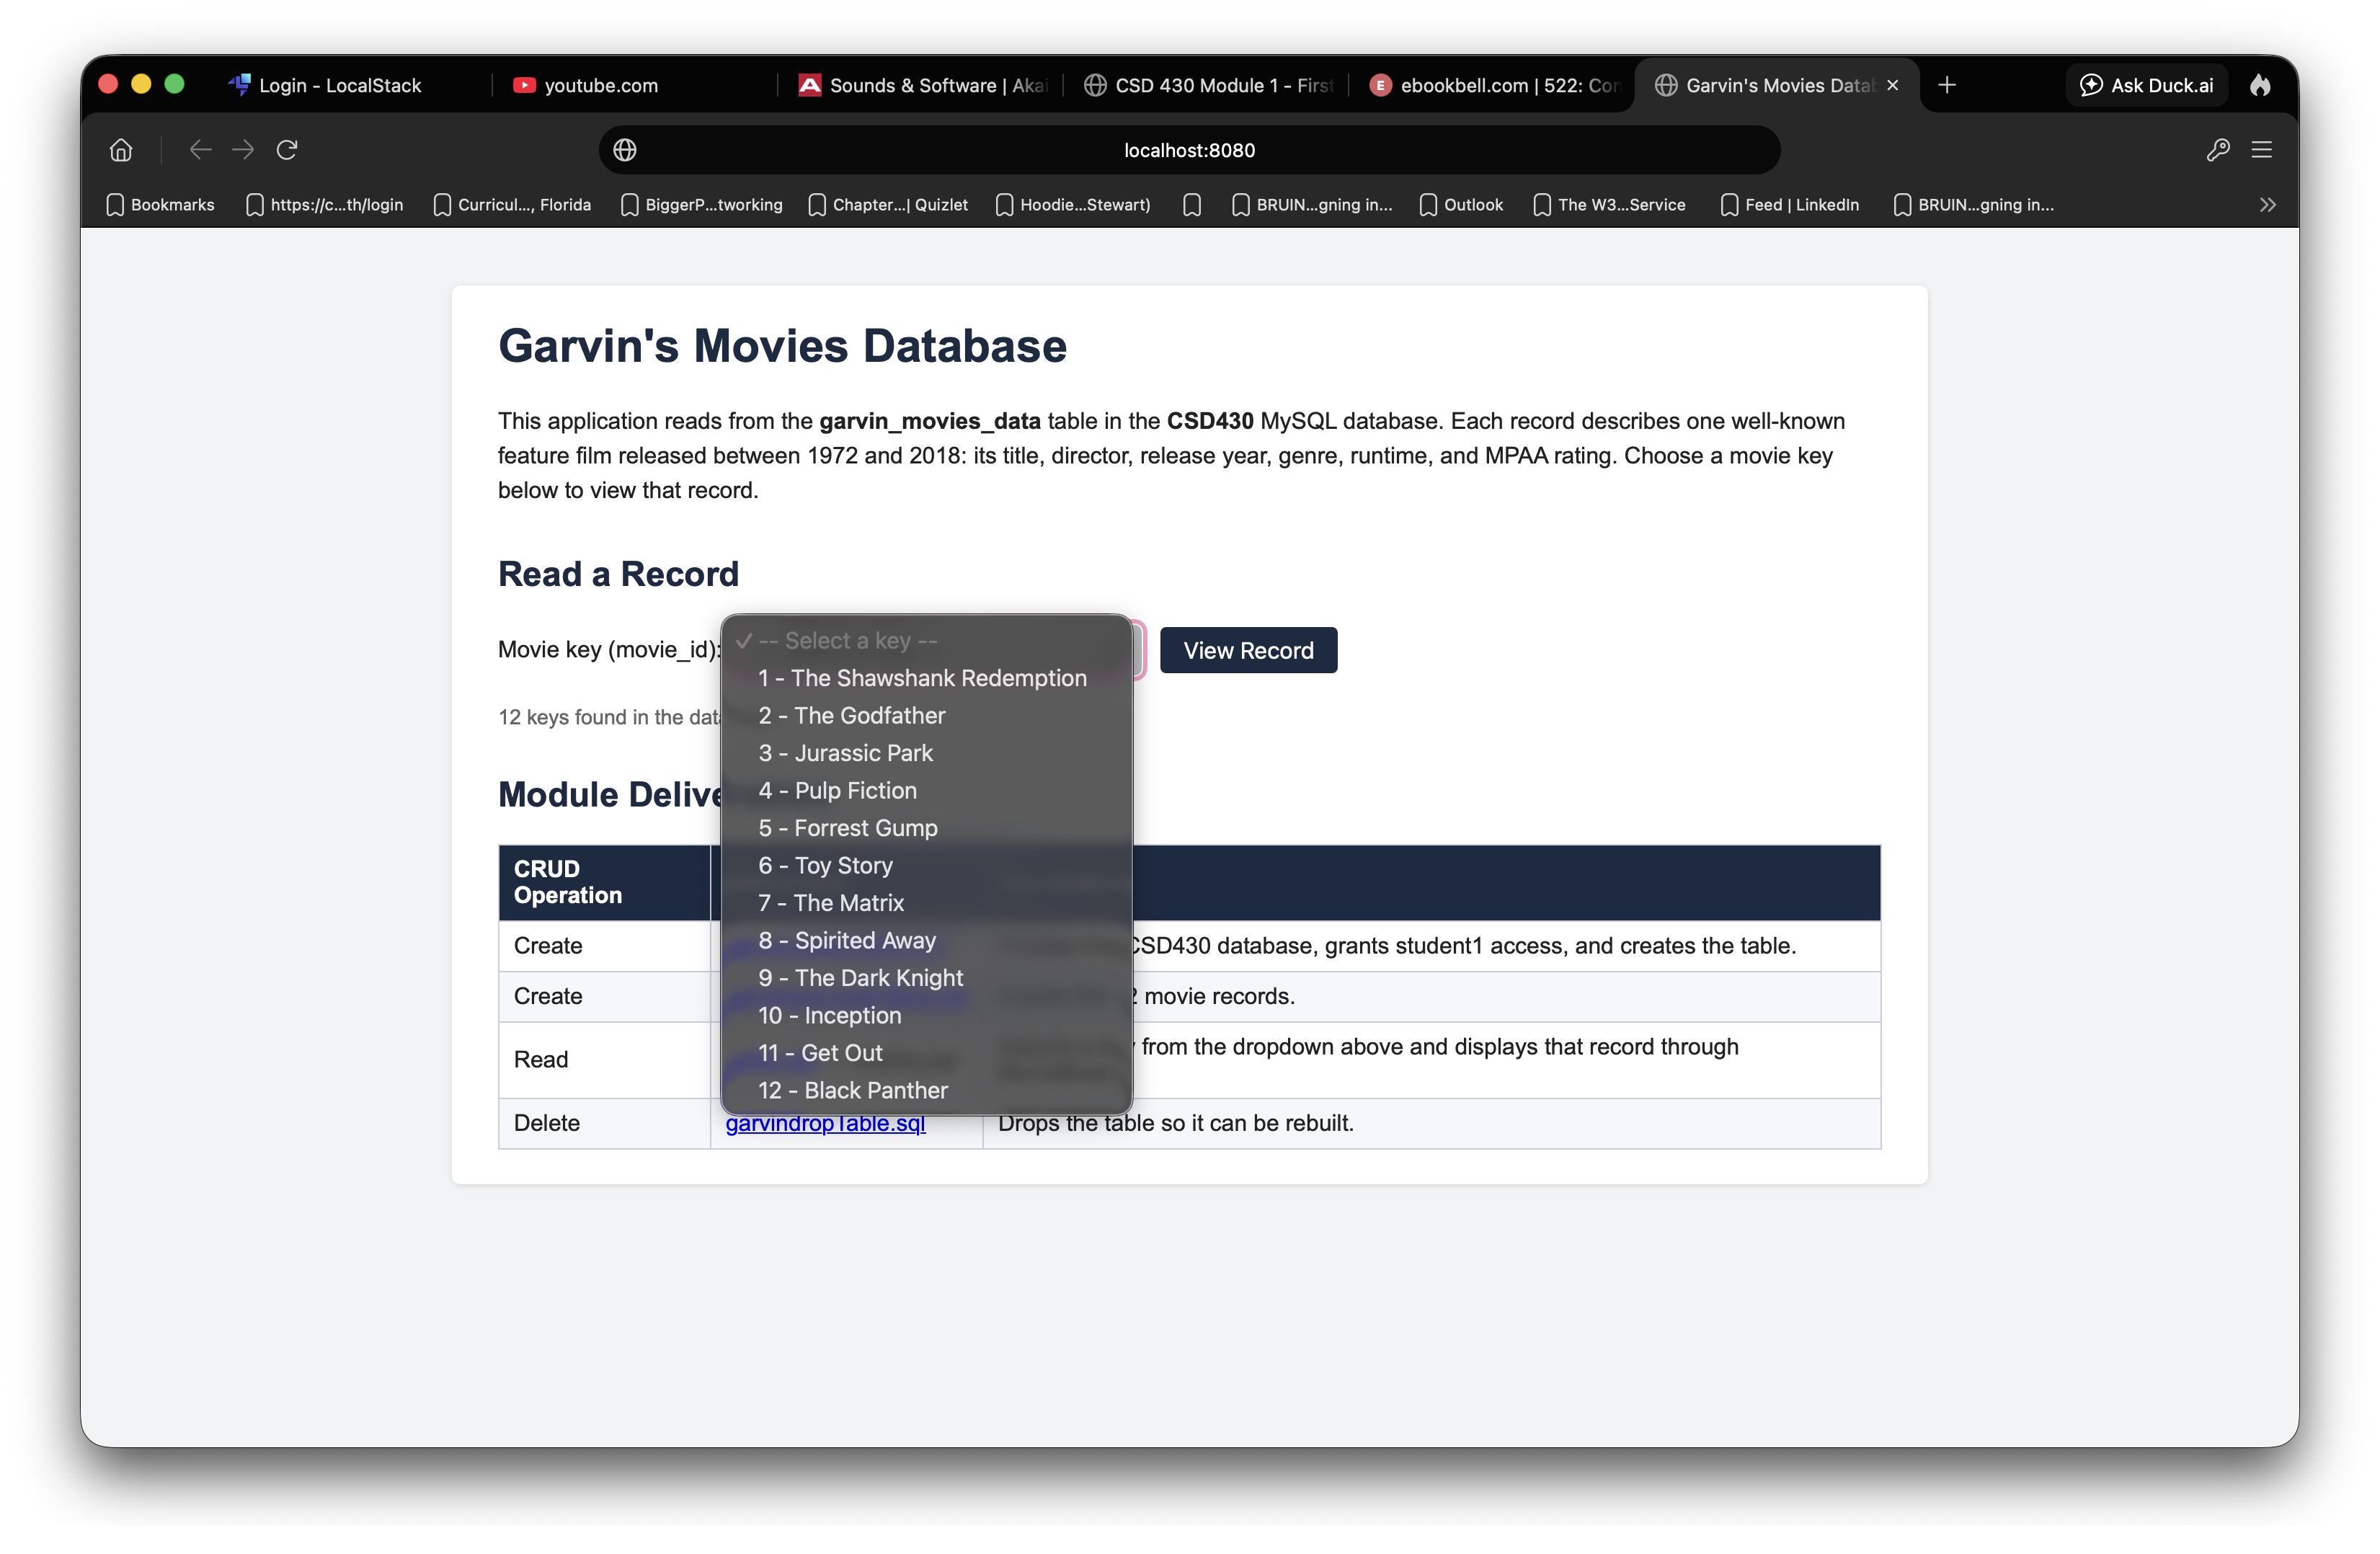 Login - LocalStack
youtube.com
Sounds & Software | Akai
CSD 430 Module 1 - First
ebookbell.com | 522: Con
Garvin's Movies Datab
Ask Duck.ai
localhost:8080
Bookmarks
https://c...th/login
Curricul..., Florida
BiggerP...tworking
Chapter...| Quizlet
Hoodie...Stewart)
BRUIN...gning in...
Outlook
The W3...Service
Feed | LinkedIn
BRUIN...gning in...
Garvin's Movies Database
This application reads from the garvin_movies_data table in the CSD430 MySQL database. Each record describes one well-known
feature film released between 1972 and 2018: its title, director, release year, genre, runtime, and MPAA rating. Choose a movie key
below to view that record.
Read a Record
Movie key (movie_id):
-- Select a key --
1 - The Shawshank Redemption
2 - The Godfather
3 - Jurassic Park
4 - Pulp Fiction
5 - Forrest Gump
6 - Toy Story
7 - The Matrix
8 - Spirited Away
9 - The Dark Knight
10 - Inception
11 - Get Out
12 - Black Panther
View Record
12 keys found in the
Module
CRUD
Operation
Create
CSD430 database, grants student1 access, and creates the table.
Create
movie records.
Read
from the dropdown above and displays that record through
Delete
garvindropTable.sql
Drops the table so it can be rebuilt.